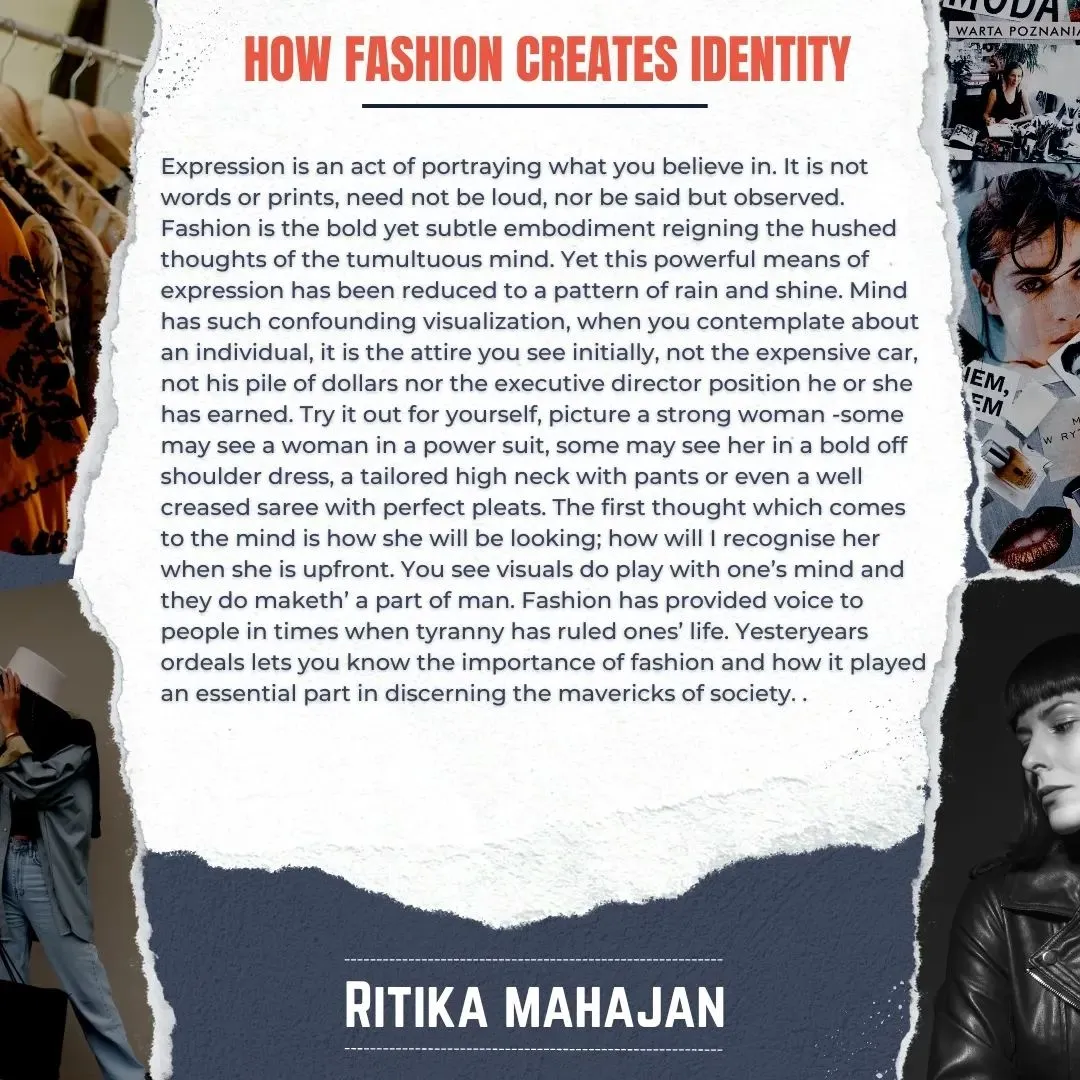 HOW FASHION CREATES IDENTITY
Expression is an act of portraying what you believe in. It is not
words or prints, need not be loud, nor be said but observed.
Fashion is the bold yet subtle embodiment reigning the hushed
thoughts of the tumultuous mind. Yet this powerful means of
expression has been reduced to a pattern of rain and shine. Mind
has such confounding visualization, when you contemplate about
an individual, it is the attire you see initially, not the expensive car,
not his pile of dollars nor the executive director position he or she
has earned. Try it out for yourself, picture a strong woman -some
may see a woman in a power suit, some may see her in a bold off
shoulder dress, a tailored high neck with pants or even a well
creased saree with perfect pleats. The first thought which comes
to the mind is how she will be looking; how will I recognise her
when she is upfront. You see visuals do play with one's mind and
they do maketh' a part of man. Fashion has provided voice to
people in times when tyranny has ruled ones' life. Yesteryears
ordeals lets you know the importance of fashion and how it played
an essential part in discerning the mavericks of society. .
RITIKA MAHAJAN
MODA
WARTA POZNANIA